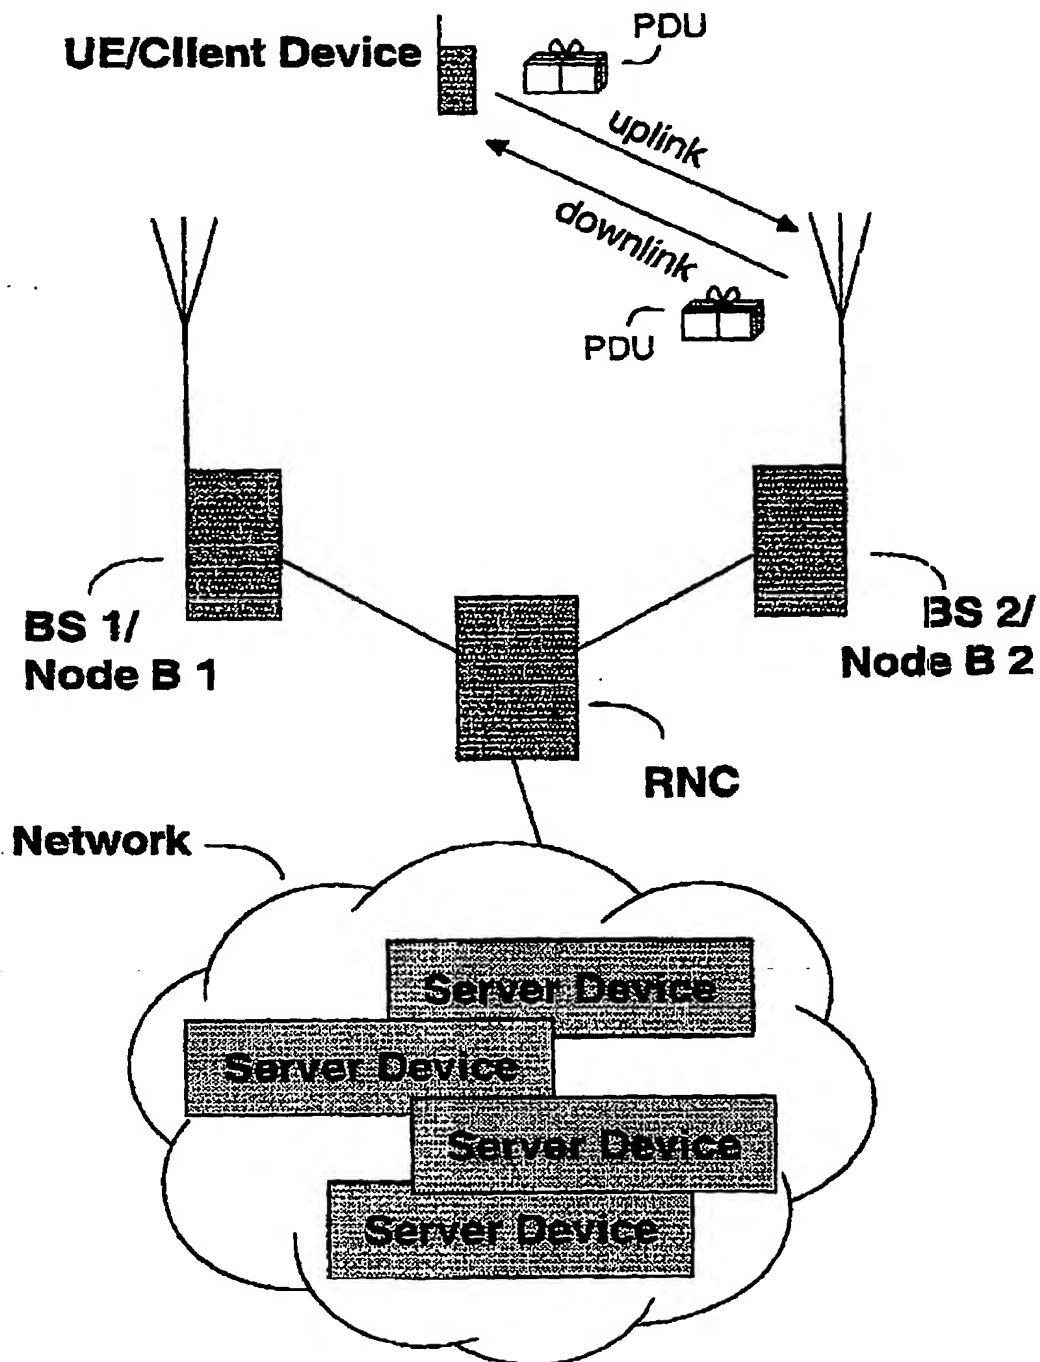 PDU
UE/Client Device
uplink
downlink
PDU
BS 1/
Node B 1
BS 2/
Node B 2
RNC
Network
Server Device
Server Device
Server Device
Server Device